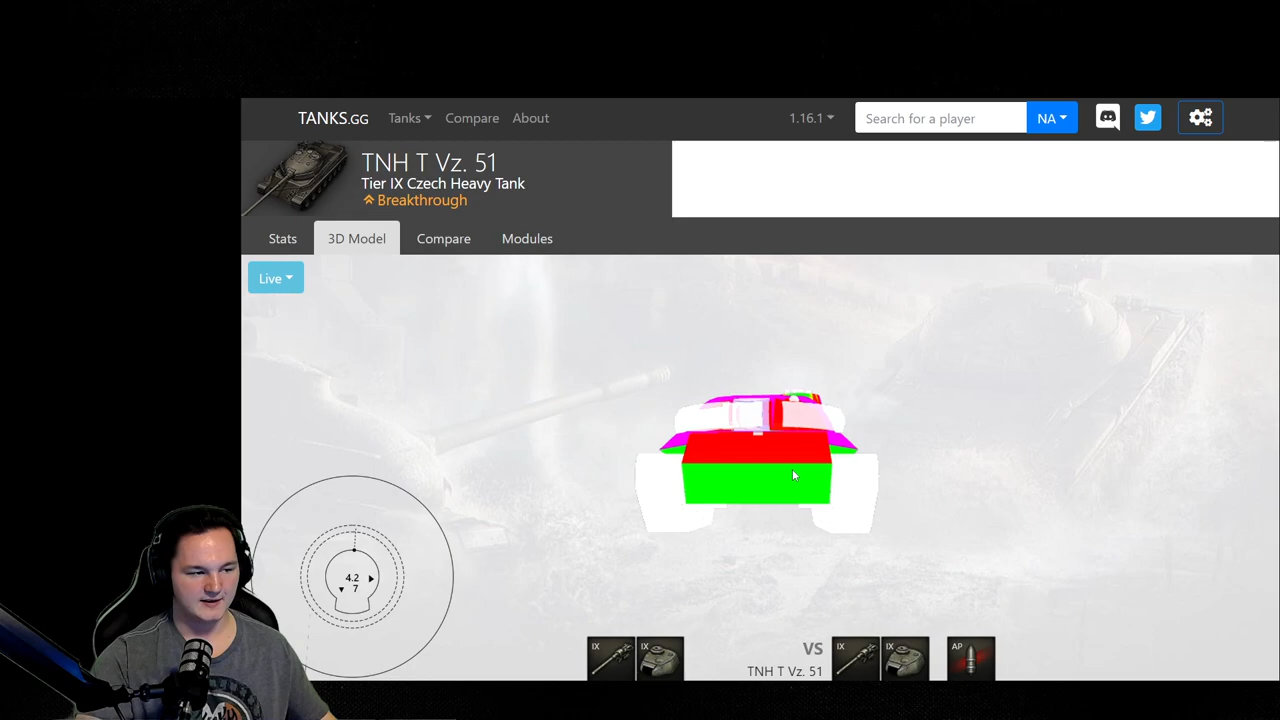 TANKS.GG Tanks Compare About 1.16.1 Search for a player NA
TNH T Vz. 51
Tier IX Czech Heavy Tank
Breakthrough
Stats 3D Model Compare Modules
Live
4.2
7
IX IX VS IX IX AP
TNH T Vz. 51